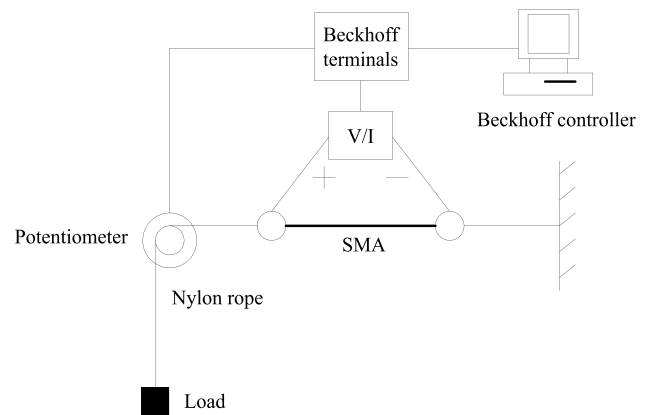 Beckhoff
terminals
Beckhoff controller
V/I
+
−
Potentiometer
SMA
Nylon rope
Load